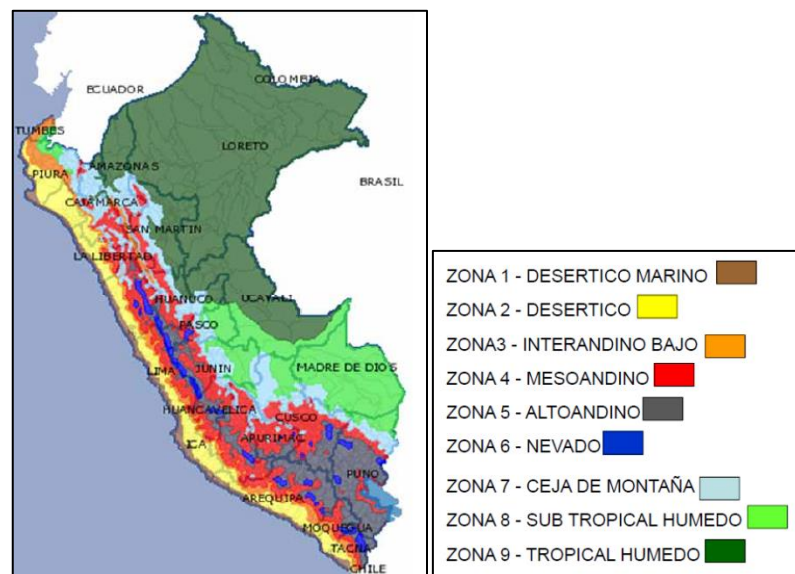 COLOMBIA
ECUADOR
TUMBES
LORETO
AMAZONAS
PIURA
BRASIL
CAJAMARCA
SAN MARTIN
LA LIBERTAD
HUANUCO
UCAYALI
PASCO
LIMA
JUNIN
MADRE DE DIOS
HUANCAVELICA
CUSCO
ICA
APURIMAC
PUNO
AREQUIPA
MOQUEGUA
TACNA
CHILE
ZONA 1 - DESERTICO MARINO
ZONA 2 - DESERTICO
ZONA3 - INTERANDINO BAJO
ZONA 4 - MESOANDINO
ZONA 5 - ALTOANDINO
ZONA 6 - NEVADO
ZONA 7 - CEJA DE MONTAÑA
ZONA 8 - SUB TROPICAL HUMEDO
ZONA 9 - TROPICAL HUMEDO